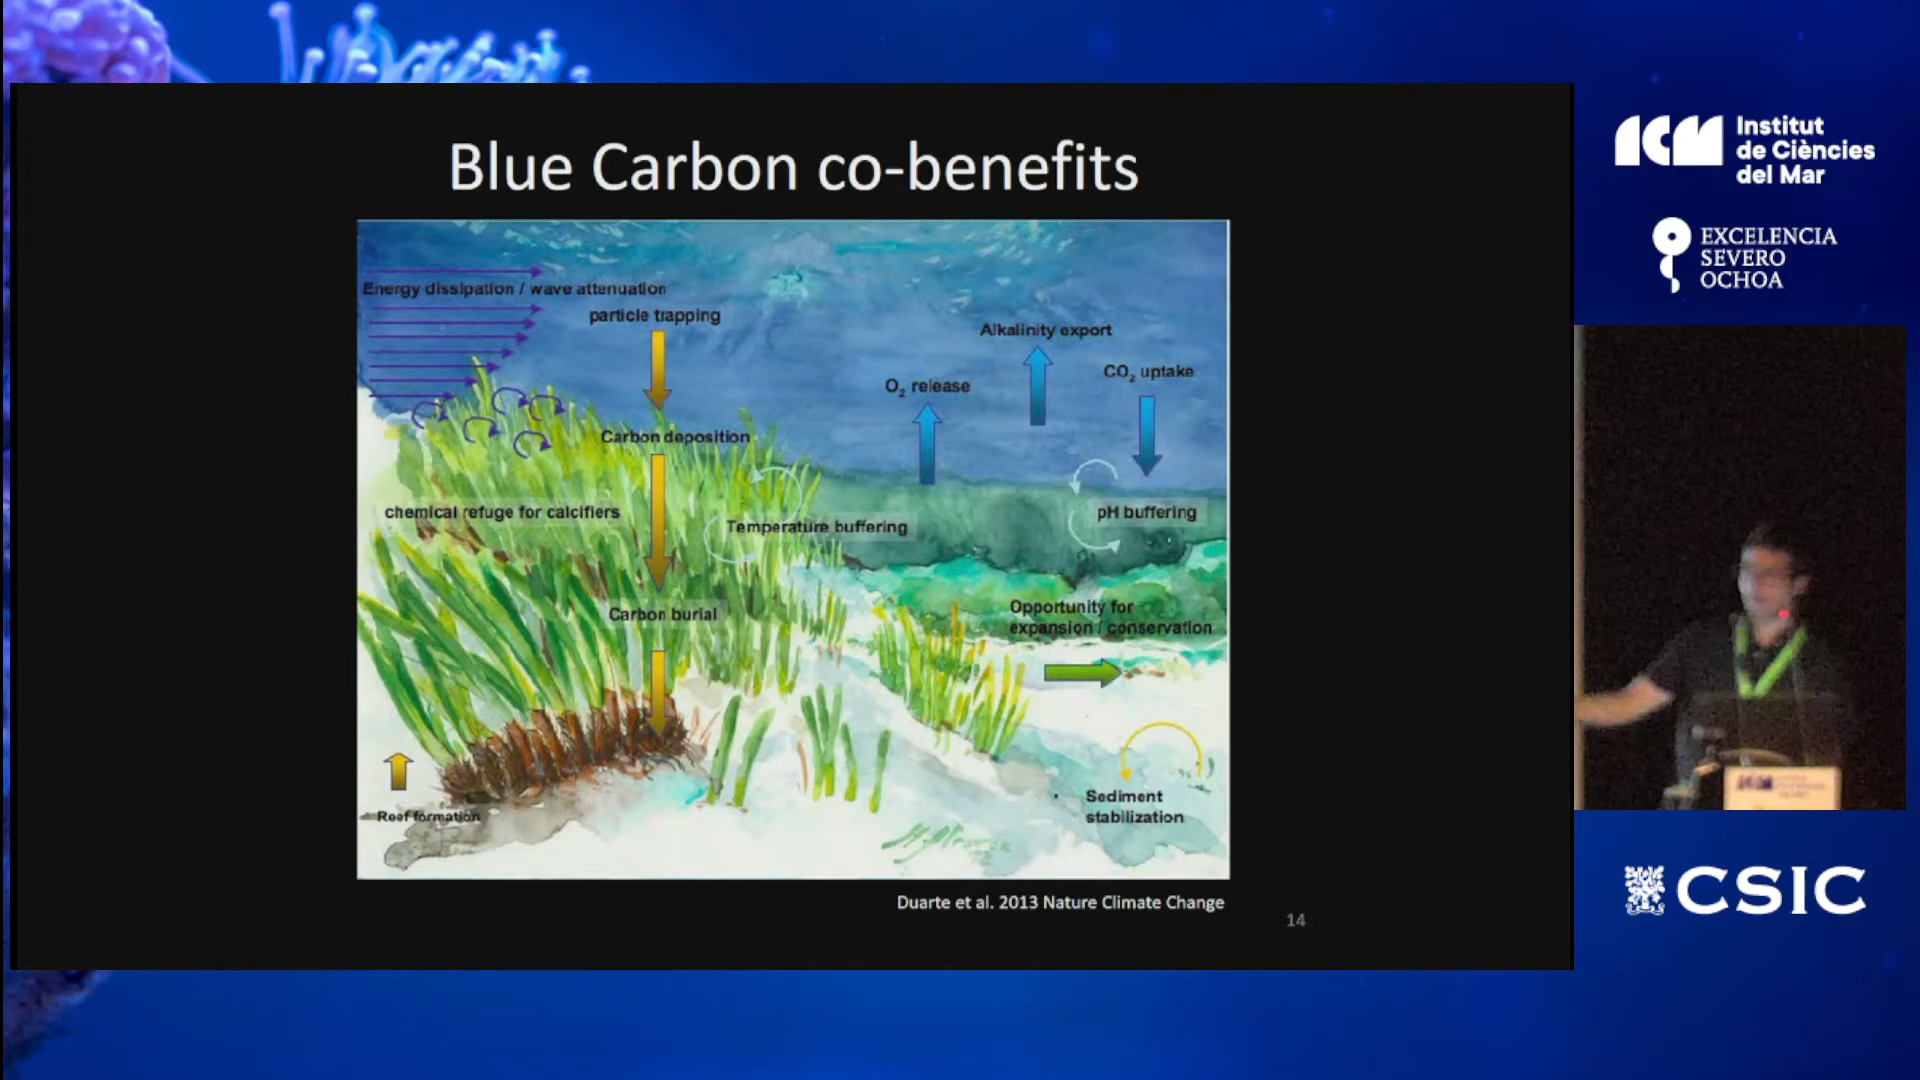 Blue Carbon co-benefits
Energy dissipation / wave attenuation
particle trapping
Alkalinity export
CO2 uptake
O2 release
Carbon deposition
chemical refuge for calcifiers
Temperature buffering
pH buffering
Carbon burial
Opportunity for
expansion / conservation
Reef formation
• Sediment
stabilization
Duarte et al. 2013 Nature Climate Change
14
ICM
Institut
de Ciències
del Mar
EXCELENCIA
SEVERO
OCHOA
CSIC